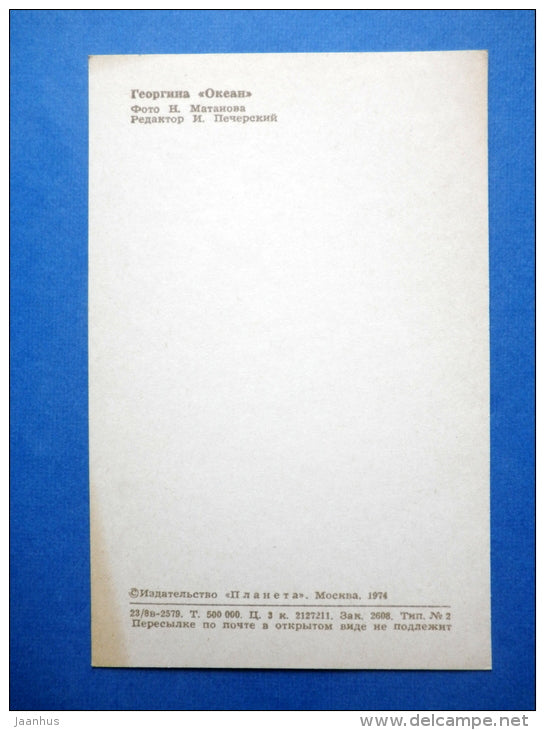 Георгина «Океан»
Фото Н. Матанова
Редактор И. Печерский
©Издательство «Планета». Москва, 1974
23/8в-2579. Т. 500 000. Ц. 3 к. 2127211. Зак. 2608. Тип. № 2
Пересылке по почте в открытом виде не подлежит
jaanhus
delcampe.net